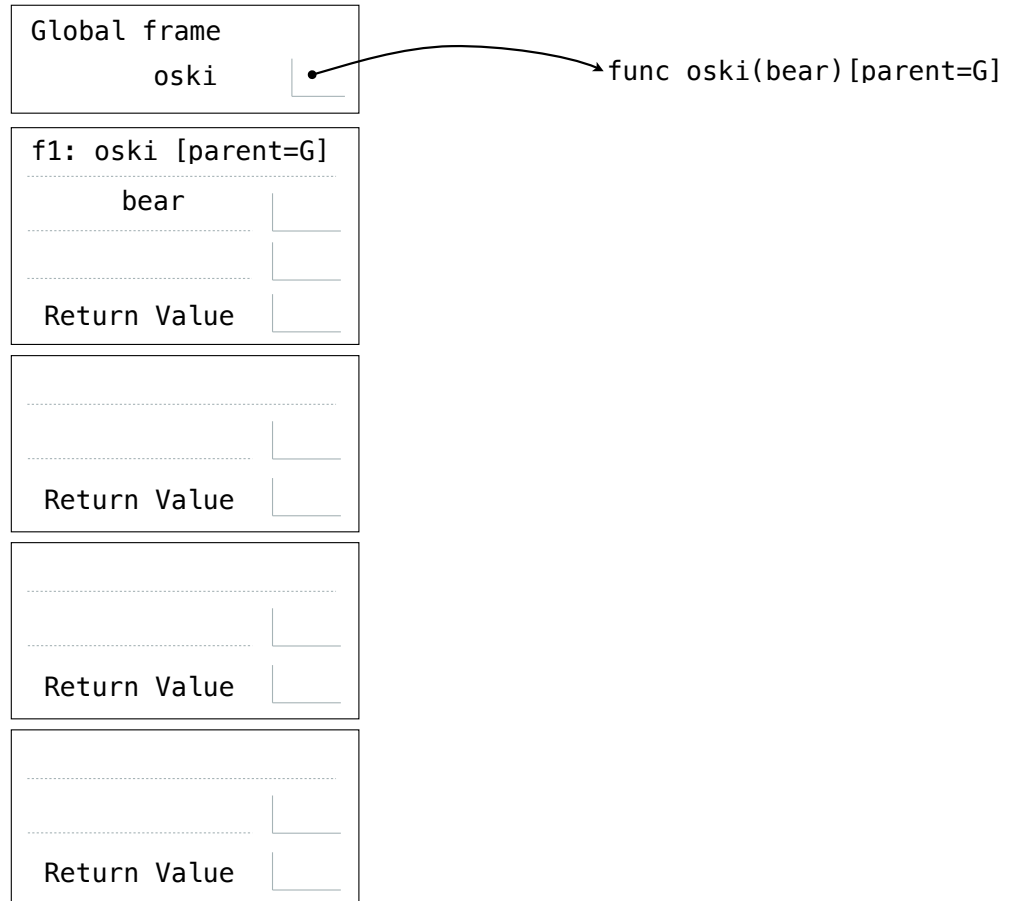 Global frame
oski
func oski(bear)[parent=G]
f1: oski [parent=G]
bear
Return Value
Return Value
Return Value
Return Value